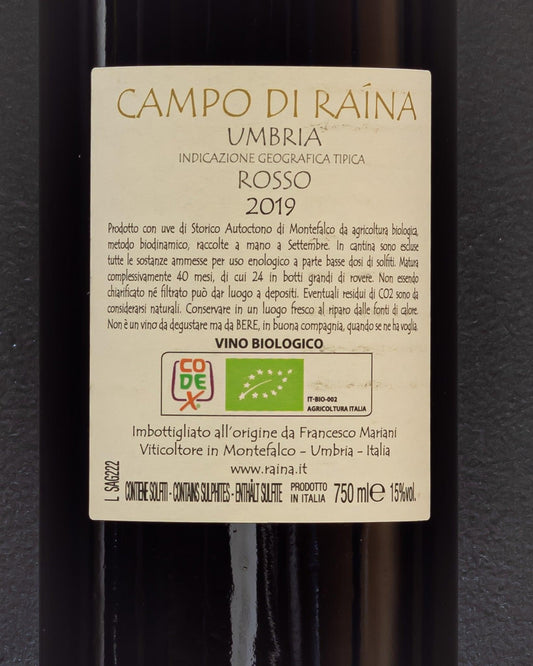 CAMPO DI RAÍNA
UMBRIA
INDICAZIONE GEOGRAFICA TIPICA
ROSSO
2019
Prodotto con uve di Storico Autoctono di Montefalco da agricoltura biologica,
metodo biodinamico, raccolte a mano a Settembre. In cantina sono escluse
tutte le sostanze ammesse per uso enologico a parte basse dosi di solfiti. Matura
complessivamente 40 mesi, di cui 24 in botti grandi di rovere. Non essendo
chiarificato né filtrato può dar luogo a depositi. Eventuali residui di CO2 sono da
considerarsi naturali. Conservare in un luogo fresco al riparo dalle fonti di calore.
Non è un vino da degustare ma da BERE, in buona compagnia, quando se ne ha voglia.
VINO BIOLOGICO
CO
DE
X
®
IT-BIO-002
AGRICOLTURA ITALIA
Imbottigliato all'origine da Francesco Mariani
Viticoltore in Montefalco - Umbria - Italia
www.raina.it
L SAG222
CONTIENE SOLFITI - CONTAINS SULPHITES - ENTHÄLT SULFITE
PRODOTTO
IN ITALIA
750 ml e 15%vol.